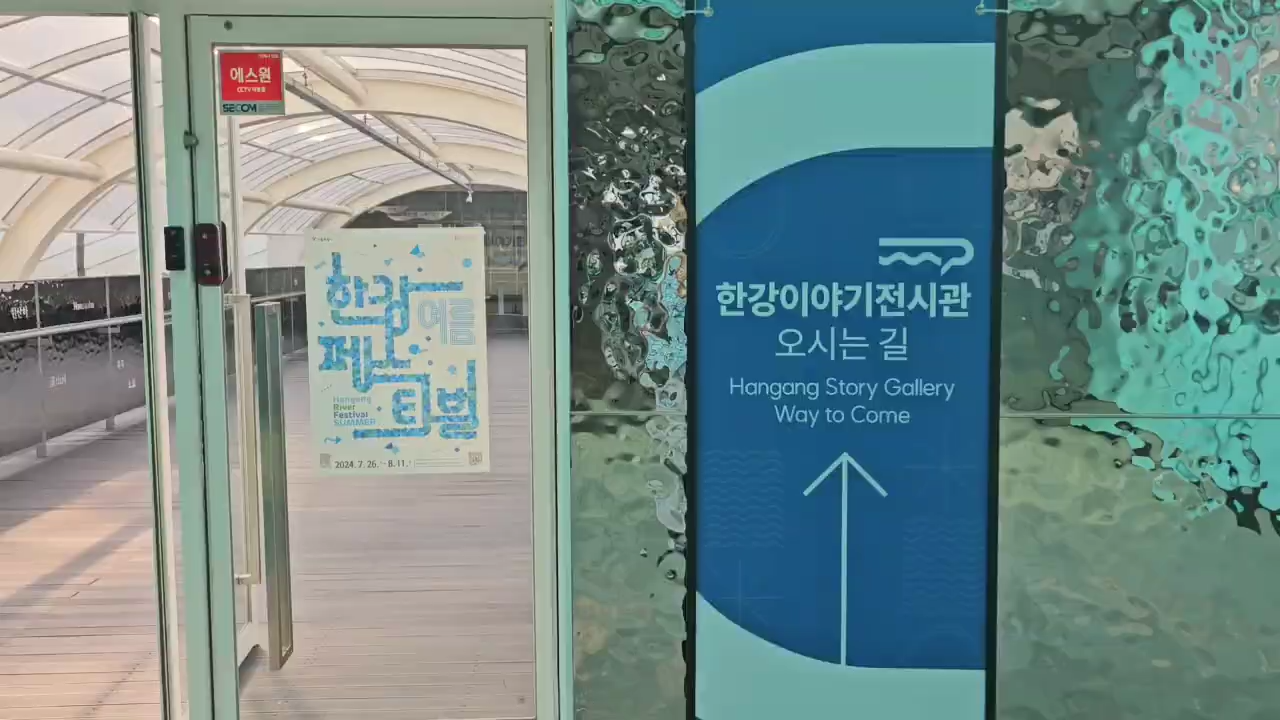 에스원
SECOM
한강
여름
페스
티벌
Hangang
River
Festival
SUMMER
2024. 7. 26. - 8. 11.
한강이야기전시관
오시는 길
Hangang Story Gallery
Way to Come